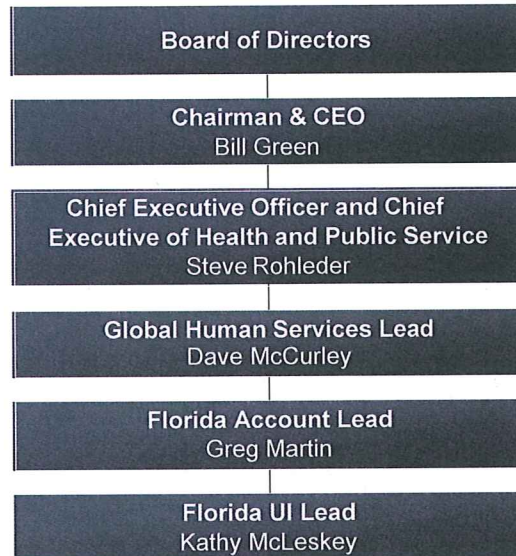 Board of Directors
Chairman & CEO
Bill Green
Chief Executive Officer and Chief
Executive of Health and Public Service
Steve Rohleder
Global Human Services Lead
Dave McCurley
Florida Account Lead
Greg Martin
Florida UI Lead
Kathy McLeskey